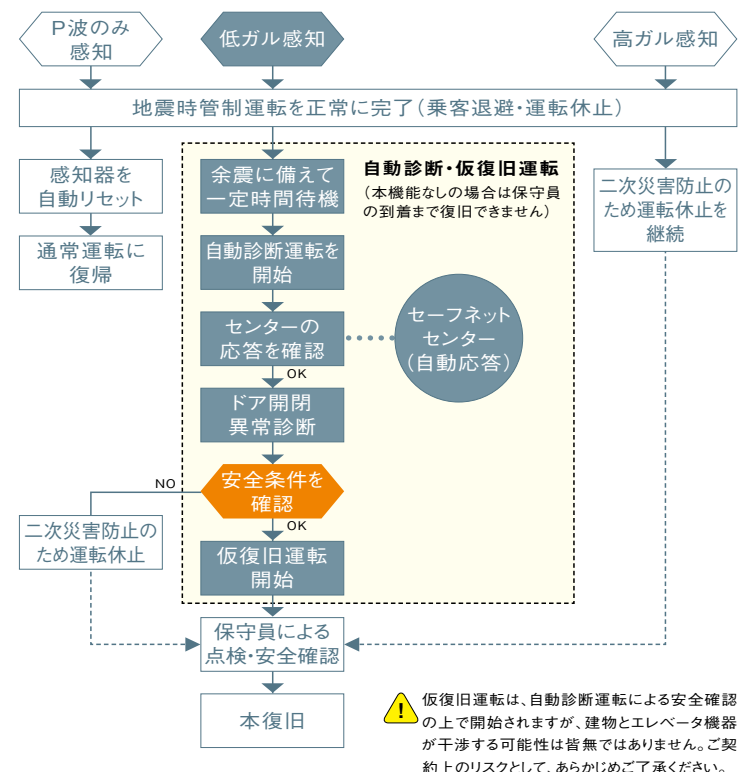 P波のみ
感知
低ガル感知
高ガル感知
地震時管制運転を正常に完了(乗客退避・運転休止)
感知器を
自動リセット
通常運転に
復帰
余震に備えて
一定時間待機
自動診断・仮復旧運転
(本機能なしの場合は保守員
の到着まで復旧できません)
二次災害防止の
ため運転休止を
継続
自動診断運転を
開始
センターの
応答を確認
セーフネット
センター
(自動応答)
OK
ドア開閉
異常診断
安全条件を
確認
NO
OK
二次災害防止の
ため運転休止
仮復旧運転
開始
保守員による
点検・安全確認
本復旧
!
仮復旧運転は、自動診断運転による安全確認
の上で開始されますが、建物とエレベータ機器
が干渉する可能性は皆無ではありません。ご契
約上のリスクとして、あらかじめご了承ください。